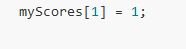 myScores[1] = 1;